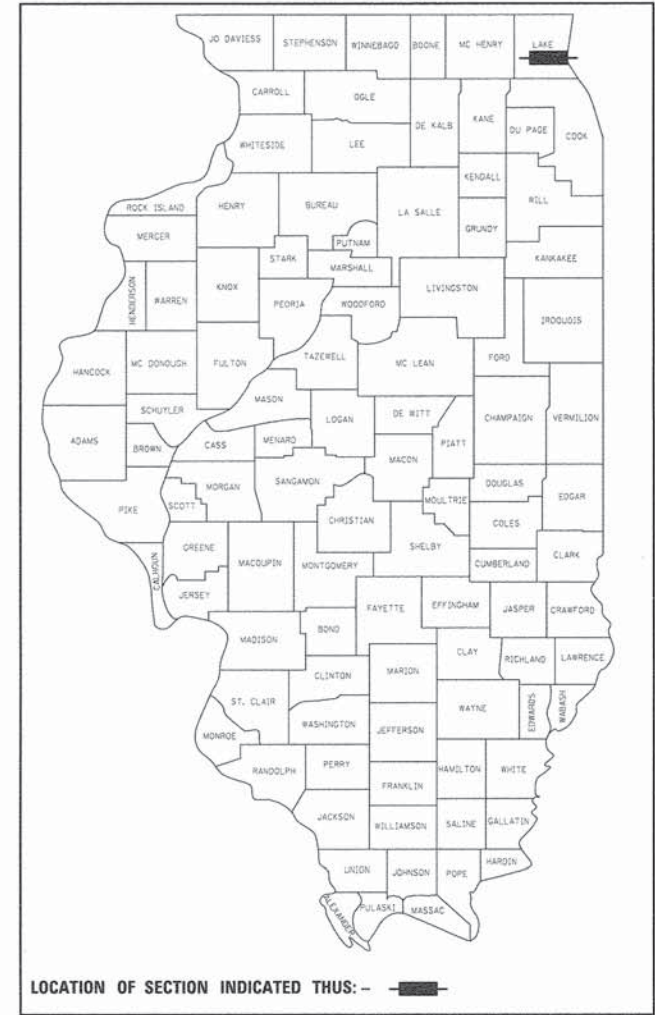 JO DAVIESS STEPHENSON WINNEBAGO BOONE MC HENRY LAKE
CARROLL OGLE DE KALB KANE DU PAGE COOK
WHITESIDE LEE
KENDALL
ROCK ISLAND HENRY BUREAU LA SALLE GRUNDY WILL
MERCER PUTNAM
STARK MARSHALL KANKAKEE
HENDERSON WARREN KNOX PEORIA WOODFORD LIVINGSTON IROQUOIS
HANCOCK MC DONOUGH FULTON TAZEWELL MC LEAN FORD
MASON
SCHUYLER LOGAN DE WITT CHAMPAIGN VERMILION
ADAMS BROWN CASS MENARD MACON PIATT
MORGAN SANGAMON DOUGLAS EDGAR
PIKE SCOTT CHRISTIAN MOULTRIE COLES
GREENE MACOUPIN MONTGOMERY SHELBY CUMBERLAND CLARK
CALHOUN JERSEY
FAYETTE EFFINGHAM JASPER CRAWFORD
MADISON BOND
CLAY RICHLAND LAWRENCE
CLINTON MARION
ST. CLAIR WAYNE EDWARDS WABASH
MONROE WASHINGTON JEFFERSON
RANDOLPH PERRY HAMILTON WHITE
FRANKLIN
JACKSON WILLIAMSON SALINE GALLATIN
UNION JOHNSON POPE HARDIN
ALEXANDER PULASKI MASSAC
LOCATION OF SECTION INDICATED THUS: –